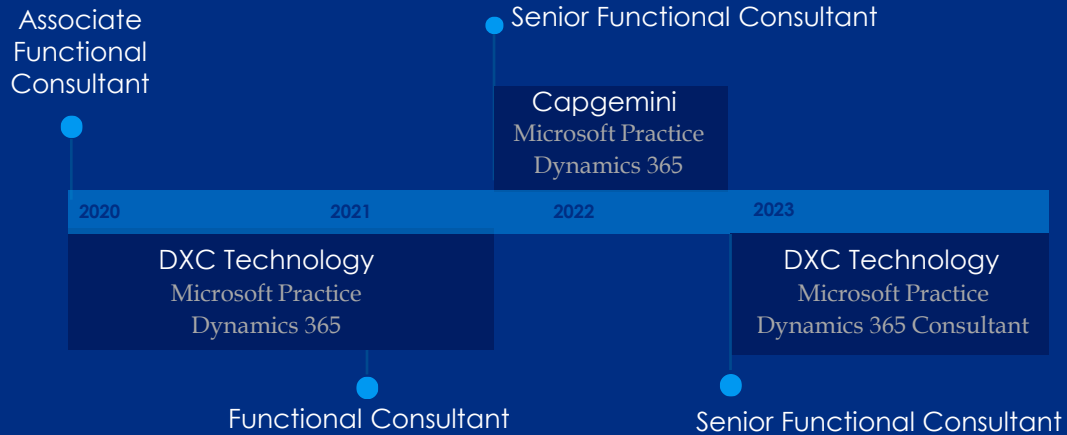 Associate
Functional
Consultant
Senior Functional Consultant
Capgemini
Microsoft Practice
Dynamics 365
2020
2021
2022
2023
DXC Technology
Microsoft Practice
Dynamics 365
DXC Technology
Microsoft Practice
Dynamics 365 Consultant
Functional Consultant
Senior Functional Consultant